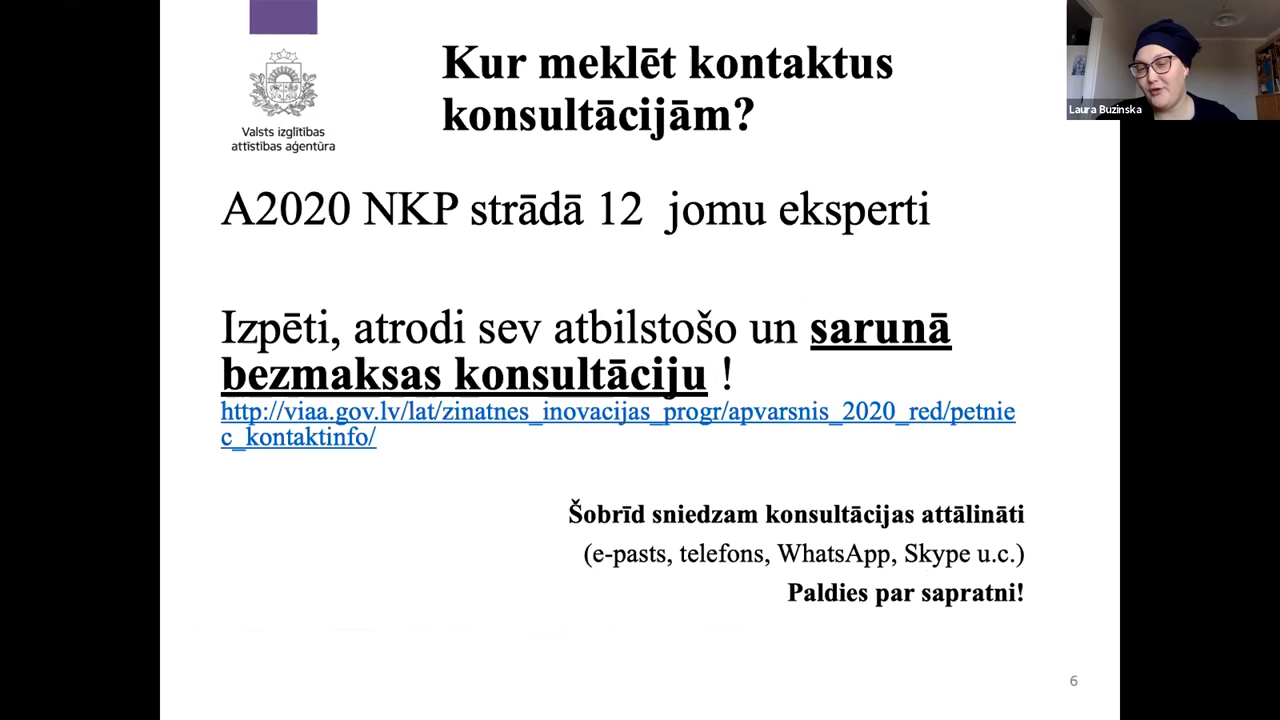 Kur meklēt kontaktus
konsultācijām?
Valsts izglītības
attīstības aģentūra
Laura Buzinska
A2020 NKP strādā 12 jomu eksperti
Izpēti, atrodi sev atbilstošo un sarunā
bezmaksas konsultāciju !
http://viaa.gov.lv/lat/zinatnes_inovacijas_progr/apvarsnis_2020_red/petnie
c_kontaktinfo/
Šobrīd sniedzam konsultācijas attālināti
(e-pasts, telefons, WhatsApp, Skype u.c.)
Paldies par sapratni!
6